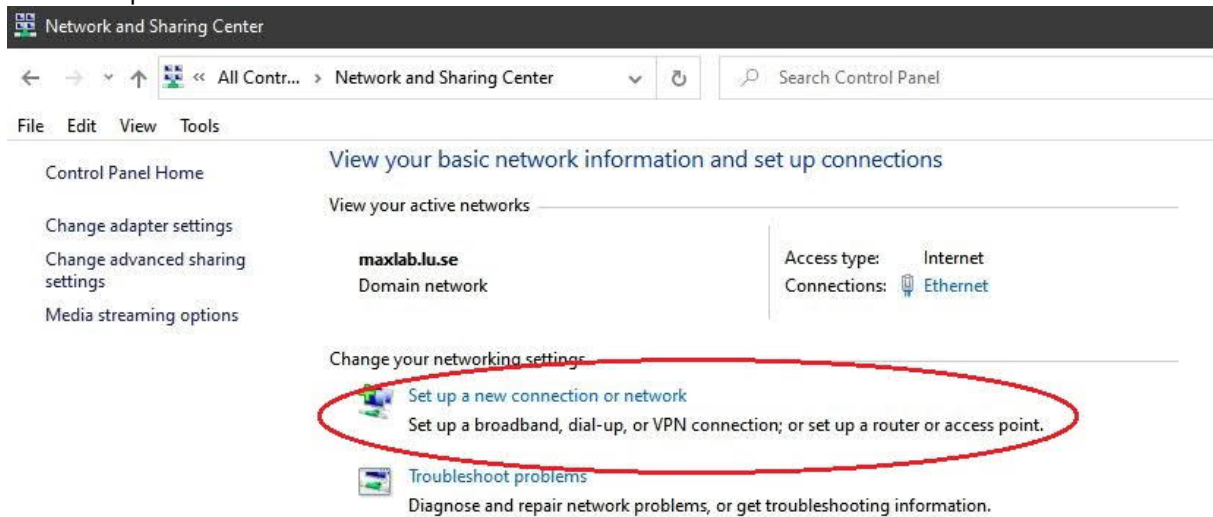 Network and Sharing Center
« All Contr... > Network and Sharing Center
Search Control Panel
File Edit View Tools
Control Panel Home
Change adapter settings
Change advanced sharing
settings
Media streaming options
View your basic network information and set up connections
View your active networks
maxlab.lu.se
Domain network
Access type: Internet
Connections: Ethernet
Change your networking settings
Set up a new connection or network
Set up a broadband, dial-up, or VPN connection; or set up a router or access point.
Troubleshoot problems
Diagnose and repair network problems, or get troubleshooting information.